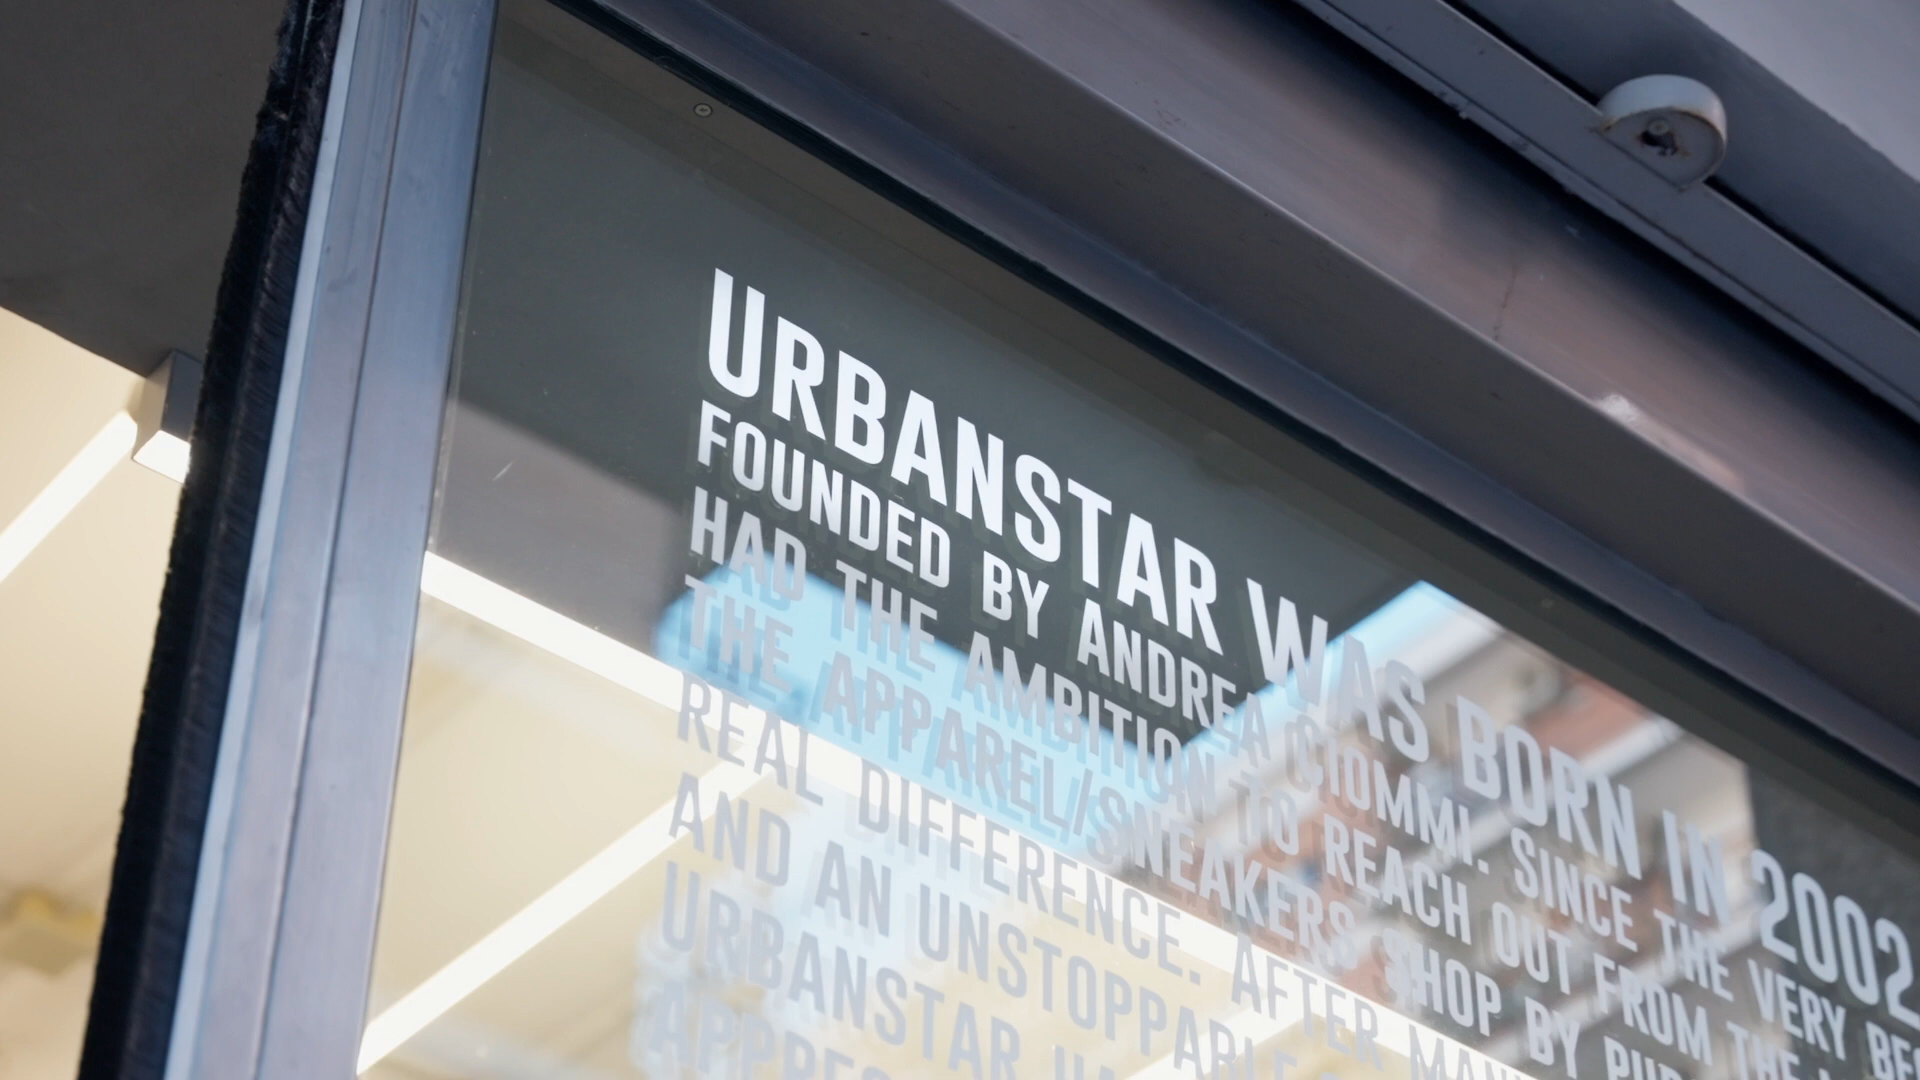 URBANSTAR WAS BORN IN 2002
FOUNDED BY ANDREA CIOMMI. SINCE THE VERY
HAD THE AMBITION TO REACH OUT FROM THE
THE APPAREL/SNEAKERS SHOP BY
REAL DIFFERENCE. AFTER
AND AN UNSTOPPABLE
URBANSTAR